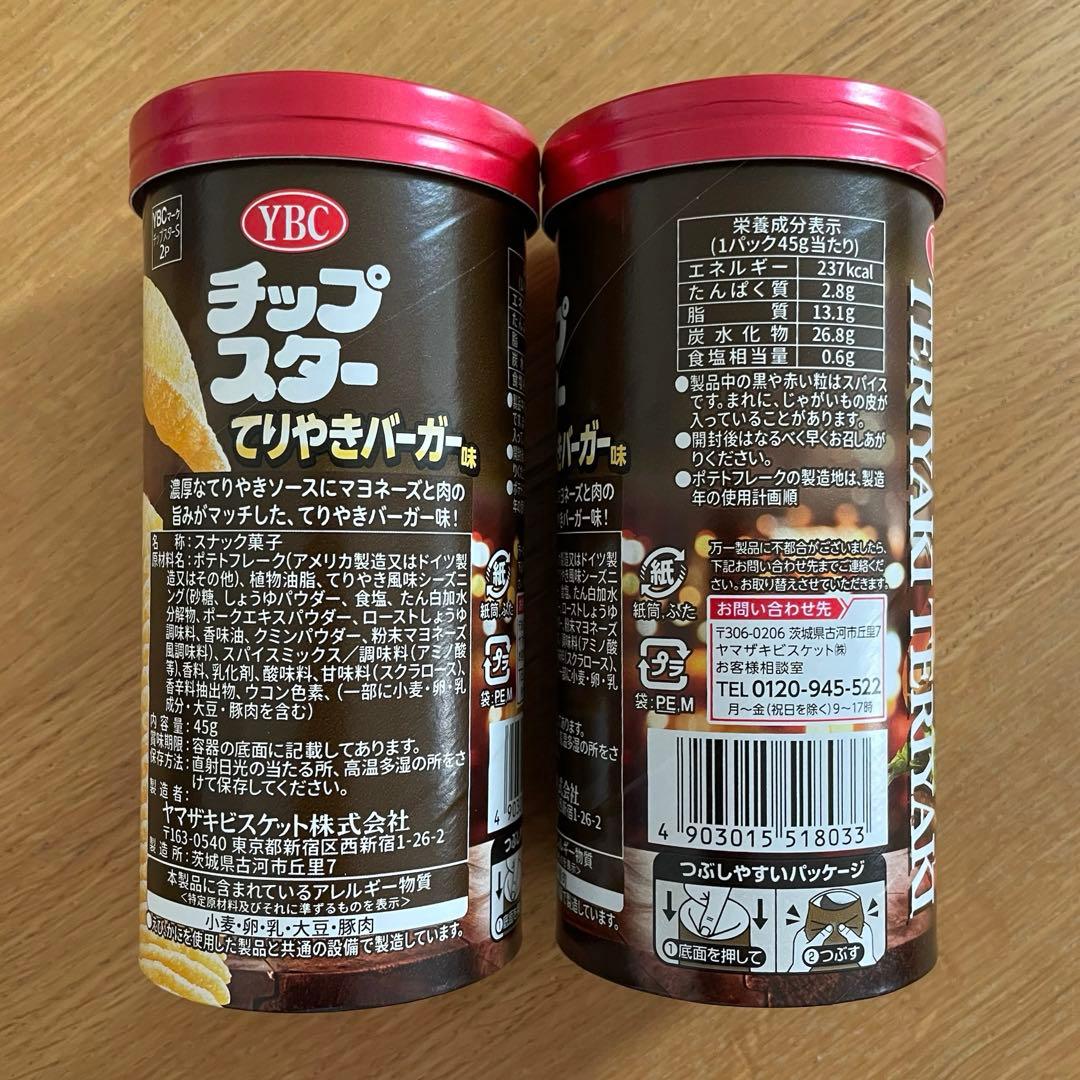 YBCマーク
チップスターS
2P
YBC
チップ
スター
てりやきバーガー味
濃厚なてりやきソースにマヨネーズと肉の
旨みがマッチした、てりやきバーガー味!
名 称:スナック菓子
原材料名:ポテトフレーク(アメリカ製造又はドイツ製
造又はその他)、植物油脂、てりやき風味シーズニ
ング(砂糖、しょうゆパウダー、食塩、たん白加水
分解物、ポークエキスパウダー、ローストしょうゆ
調味料、香味油、クミンパウダー、粉末マヨネーズ
風調味料)、スパイスミックス/調味料(アミノ酸
等)、香料、乳化剤、酸味料、甘味料(スクラロース)、
香辛料抽出物、ウコン色素、(一部に小麦・卵・乳
成分・大豆・豚肉を含む)
内容量:45g
賞味期限:容器の底面に記載してあります。
保存方法:直射日光の当たる所、高温多湿の所をさ
けて保存してください。
製造者:
ヤマザキビスケット株式会社
〒163-0540 東京都新宿区西新宿1-26-2
製造所:茨城県古河市丘里7
本製品に含まれているアレルギー物質
<特定原材料及びそれに準ずるものを表示>
小麦・卵・乳・大豆・豚肉
●えび・かにを使用した製品と共通の設備で製造しています。
紙
紙筒、ふた
プラ
袋:PE,M
栄養成分表示
(1パック45g当たり)
エネルギー 237kcal
たんぱく質 2.8g
脂質 13.1g
炭水化物 26.8g
食塩相当量 0.6g
●製品中の黒や赤い粒はスパイス
です。まれに、じゃがいもの皮が
入っていることがあります。
●開封後はなるべく早くお召しあが
りください。
●ポテトフレークの製造地は、製造
年の使用計画順
万一製品に不都合がございましたら、
下記お問い合わせ先までご連絡くださ
い。お取り替えさせていただきます。
お問い合わせ先
〒306-0206 茨城県古河市丘里7
ヤマザキビスケット㈱
お客様相談室
TEL 0120-945-522
月〜金(祝日を除く)9〜17時
紙
紙筒、ふた
プラ
袋:PE,M
4 903015 518033
つぶしやすいパッケージ
①底面を押して
②つぶす
TERIYAKI TERIYAKI